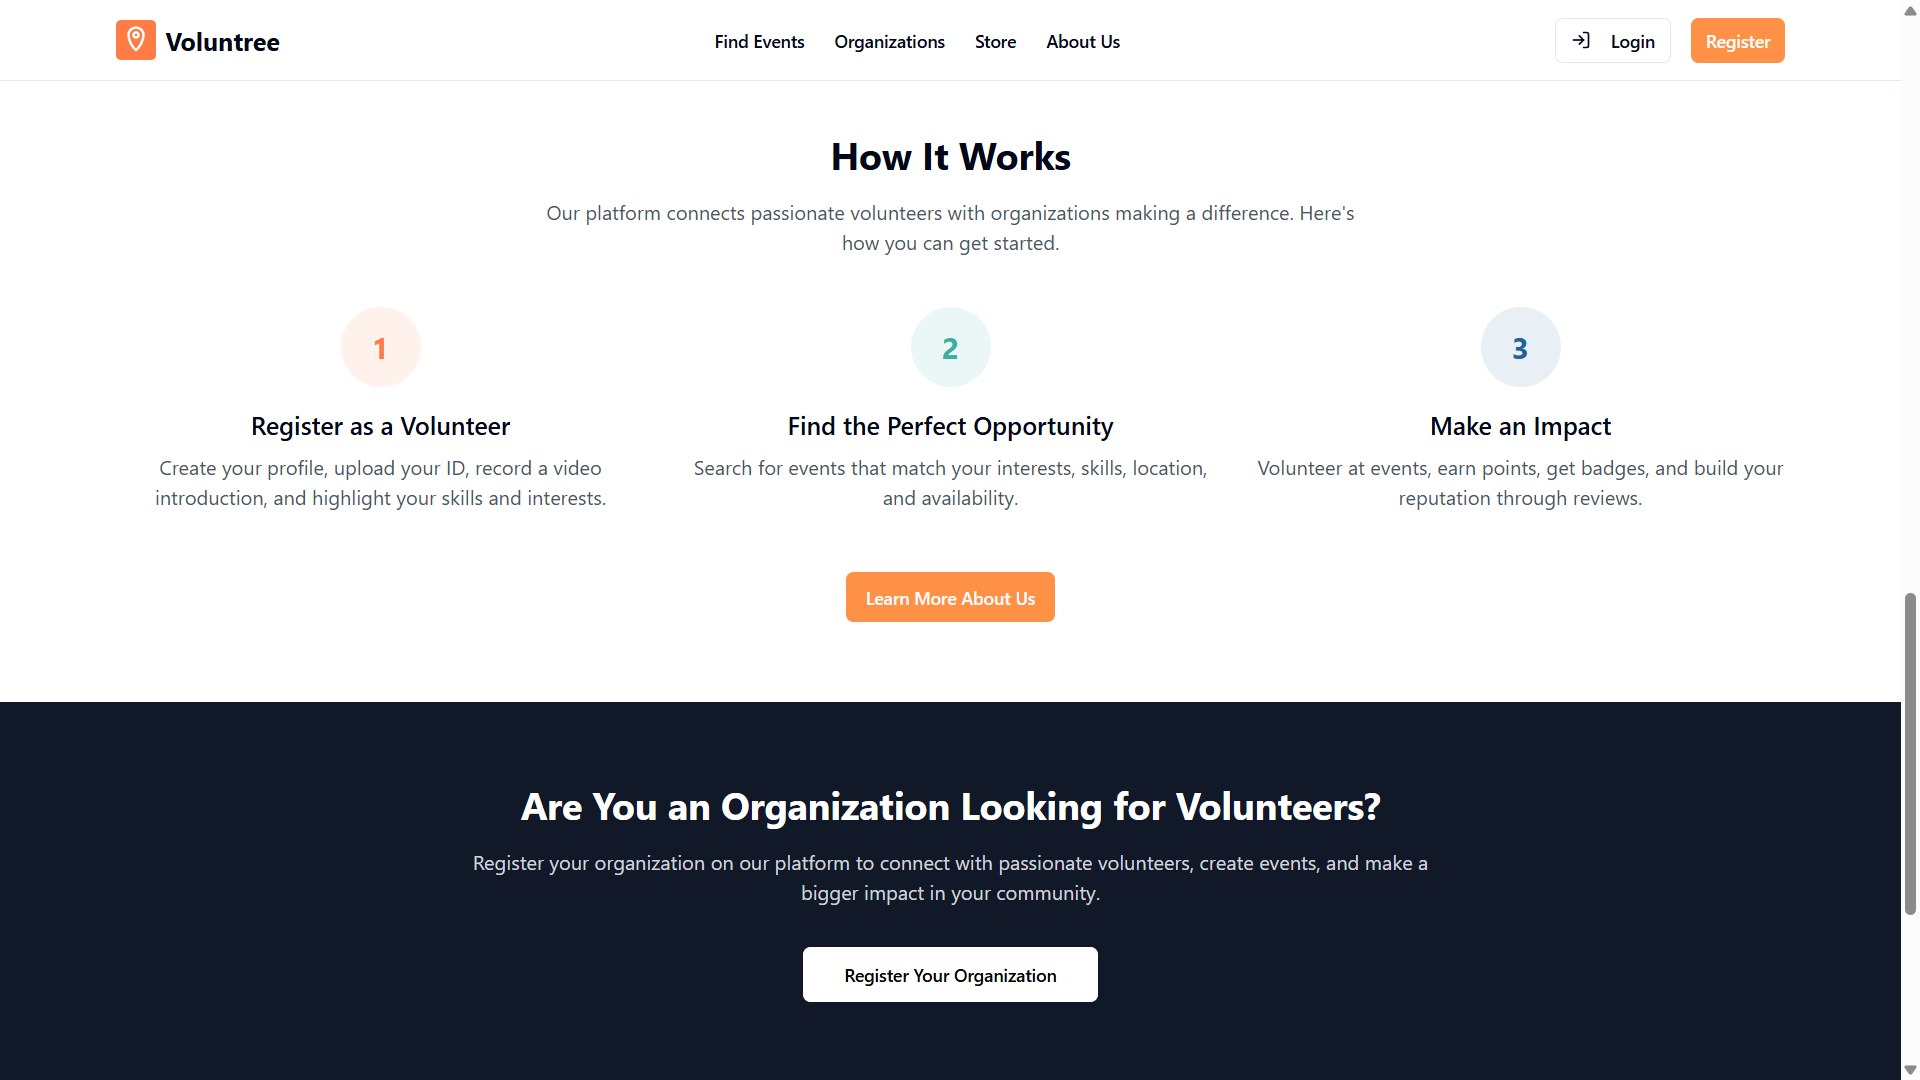 Voluntree
Find Events
Organizations
Store
About Us
Login
Register
How It Works
Our platform connects passionate volunteers with organizations making a difference. Here's
how you can get started.
1
Register as a Volunteer
Create your profile, upload your ID, record a video
introduction, and highlight your skills and interests.
2
Find the Perfect Opportunity
Search for events that match your interests, skills, location,
and availability.
3
Make an Impact
Volunteer at events, earn points, get badges, and build your
reputation through reviews.
Learn More About Us
Are You an Organization Looking for Volunteers?
Register your organization on our platform to connect with passionate volunteers, create events, and make a
bigger impact in your community.
Register Your Organization